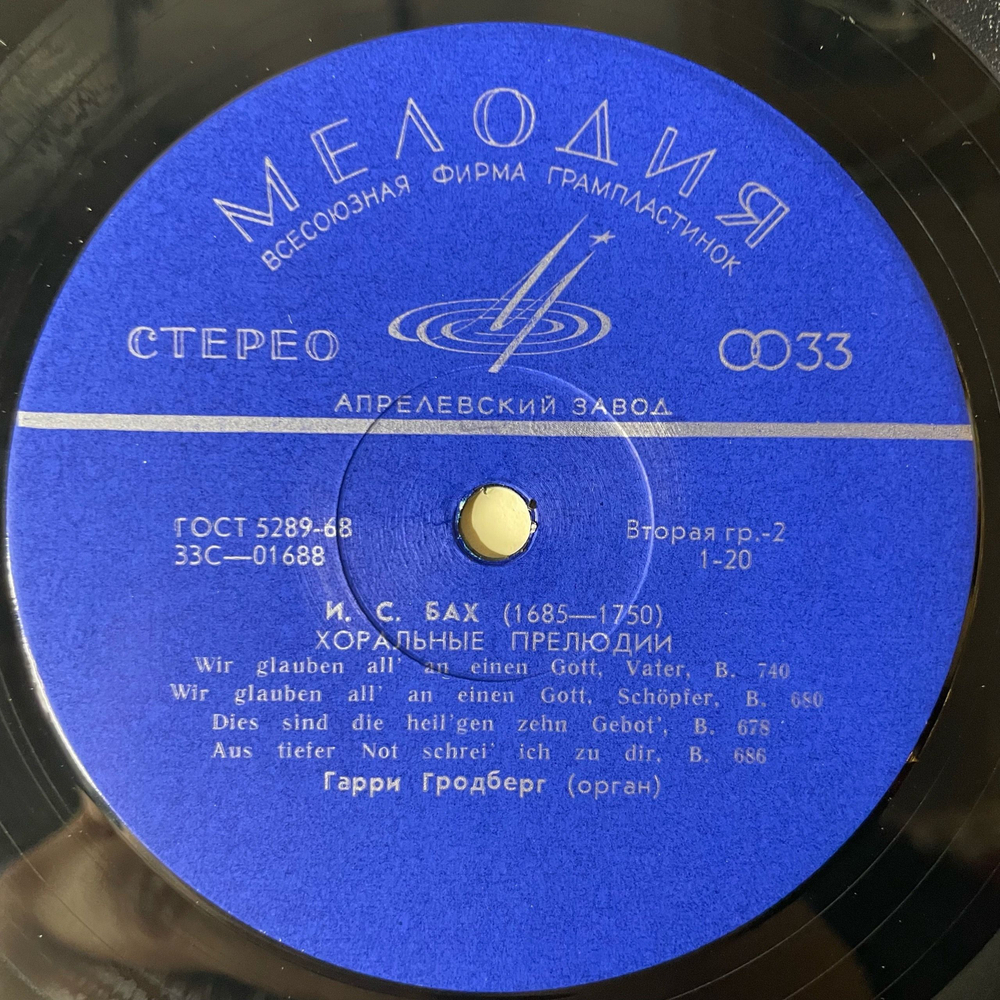 МЕЛОДИЯ
ВСЕСОЮЗНАЯ ФИРМА ГРАМПЛАСТИНОК
СТЕРЕО
33
АПРЕЛЕВСКИЙ ЗАВОД
ГОСТ 5289-68
33С—01688
Вторая гр.-2
1-20
И. С. БАХ (1685—1750)
ХОРАЛЬНЫЕ ПРЕЛЮДИИ
Wir glauben all' an einen Gott, Vater, B. 740
Wir glauben all' an einen Gott, Schöpfer, B. 680
Dies sind die heil'gen zehn Gebot', B. 678
Aus tiefer Not schrei' ich zu dir, B. 686
Гарри Гродберг (орган)